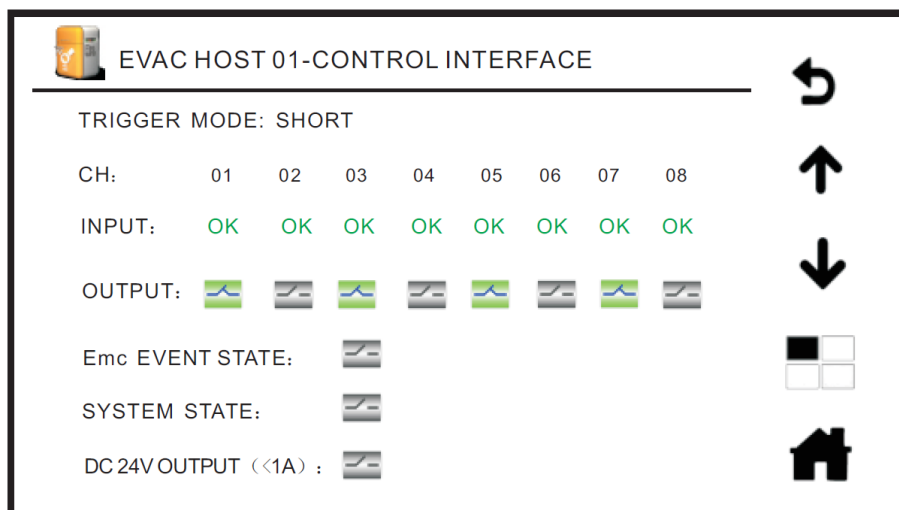 EVAC HOST 01-CONTROL INTERFACE
TRIGGER MODE: SHORT
CH: 01 02 03 04 05 06 07 08
INPUT: OK OK OK OK OK OK OK OK
OUTPUT:
Emc EVENT STATE:
SYSTEM STATE:
DC 24V OUTPUT (<1A) :